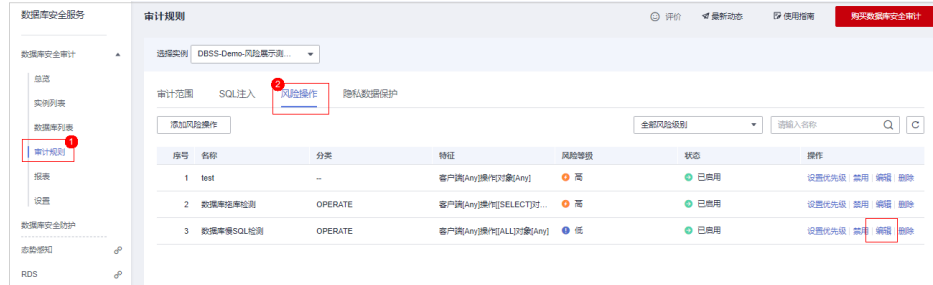 数据库安全服务
审计规则
评价
最新动态
使用指南
购买数据库安全审计
数据库安全审计
选择实例 DBSS-Demo-风险展示测...
总览
实例列表
数据库列表
1
审计规则
报表
设置
数据库安全防护
态势感知
RDS
2
审计范围 SQL注入 风险操作 隐私数据保护
添加风险操作 全部风险级别 请输入名称 C
序号 名称 分类 特征 风险等级 状态 操作
1 test -- 客户端[Any]操作[对象[Any] 高 已启用 设置优先级 禁用 编辑 删除
2 数据库拖库检测 OPERATE 客户端[Any]操作[[SELECT]对... 高 已启用 设置优先级 禁用 编辑 删除
3 数据库慢SQL检测 OPERATE 客户端[Any]操作[[ALL]对象[Any] 低 已启用 设置优先级 禁用 编辑 删除